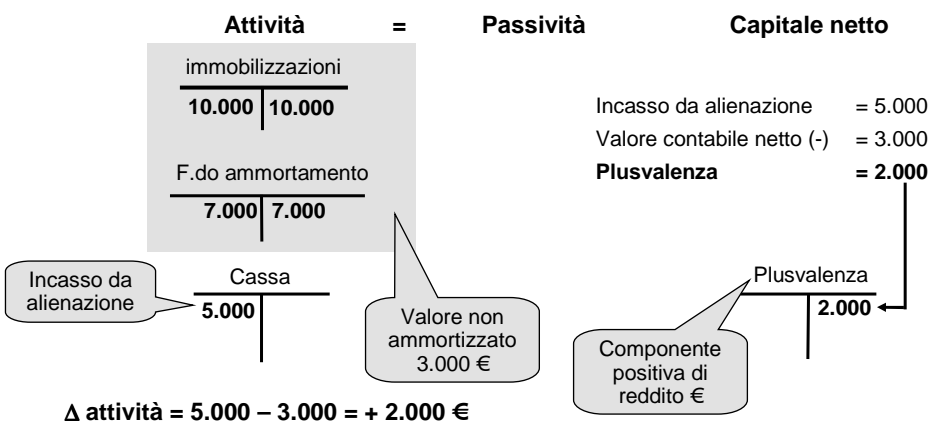 Attività = Passività Capitale netto
immobilizzazioni
10.000 10.000
F.do ammortamento
7.000 7.000
Incasso da alienazione = 5.000
Valore contabile netto (-) = 3.000
Plusvalenza = 2.000
Incasso da
alienazione
Cassa
5.000
Valore non
ammortizzato
3.000 €
Plusvalenza
2.000
Componente
positiva di
reddito €
Δ attività = 5.000 – 3.000 = + 2.000 €